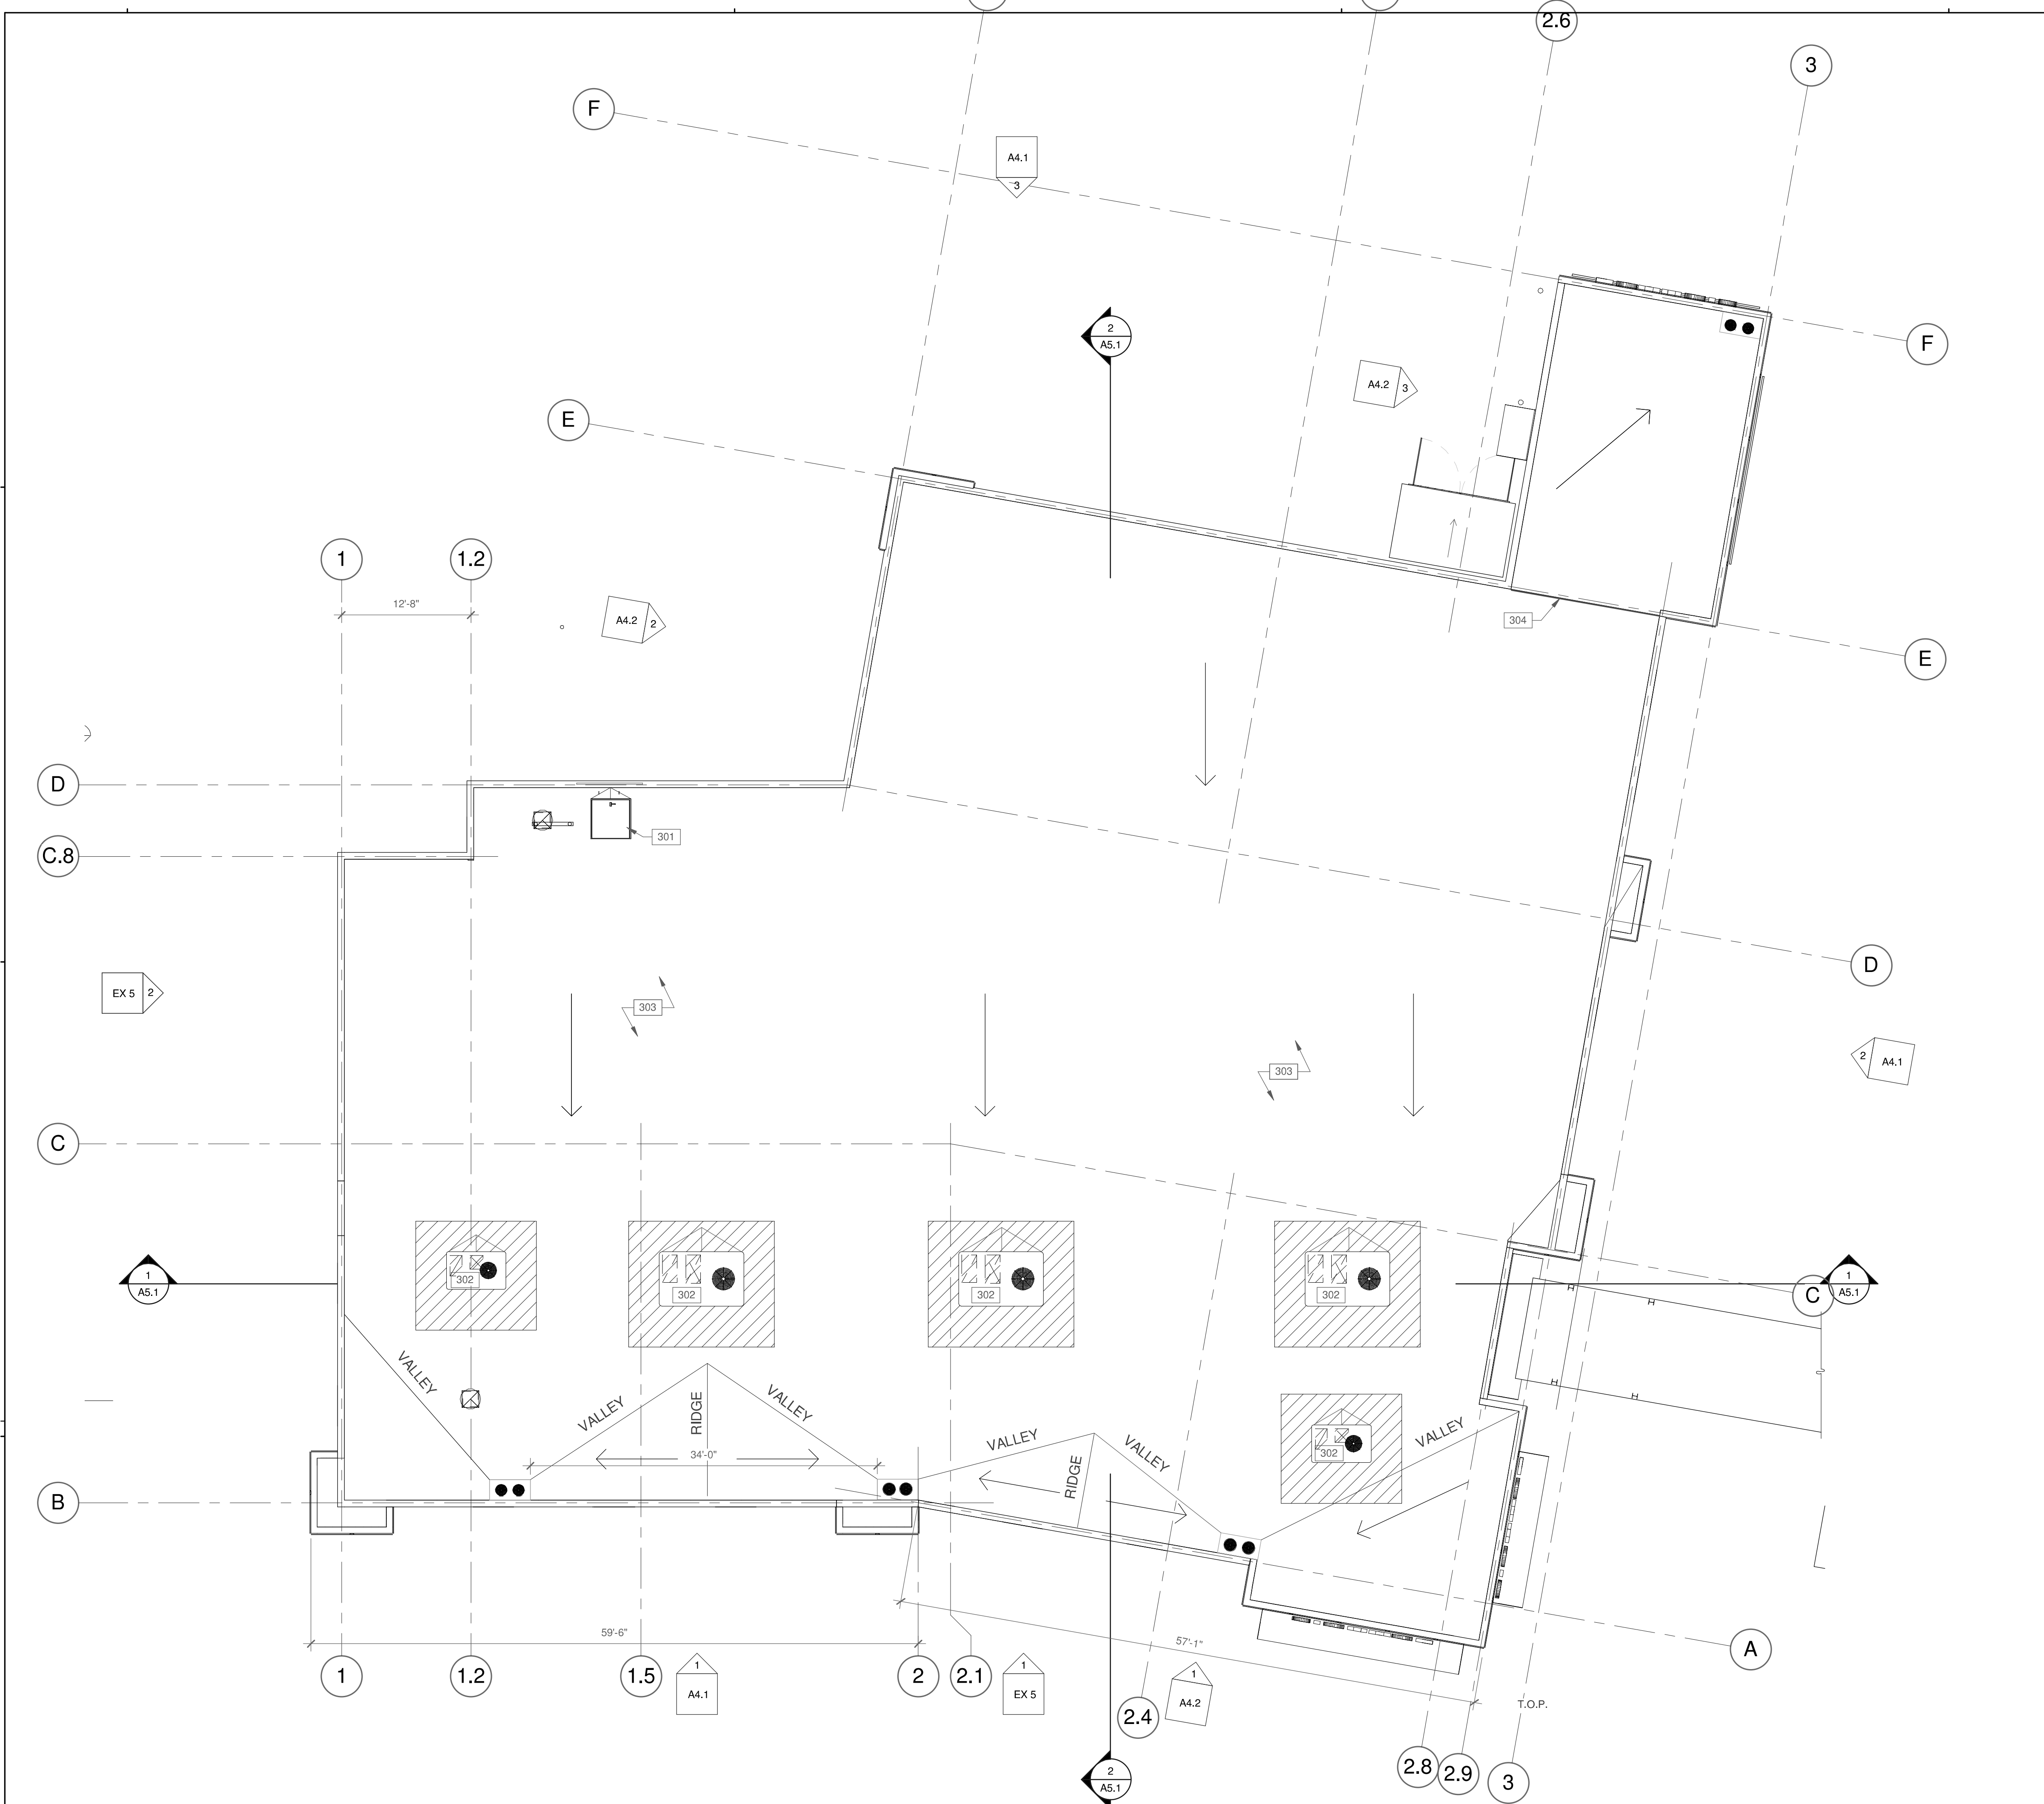 2.6
3
F
A4.1
3
2
A5.1
F
A4.2
3
E
1
1.2
12'-8"
A4.2
2
304
E
D
301
C.8
D
EX 5
2
303
303
2
A4.1
C
302
302
302
302
1
A5.1
C
1
A5.1
VALLEY
VALLEY
RIDGE
VALLEY
34'-0"
VALLEY
RIDGE
VALLEY
302
VALLEY
B
59'-6"
57'-1"
A
1
1.2
1.5
1
A4.1
2
2.1
1
EX 5
2.4
1
A4.2
T.O.P.
2.8
2.9
3
2
A5.1